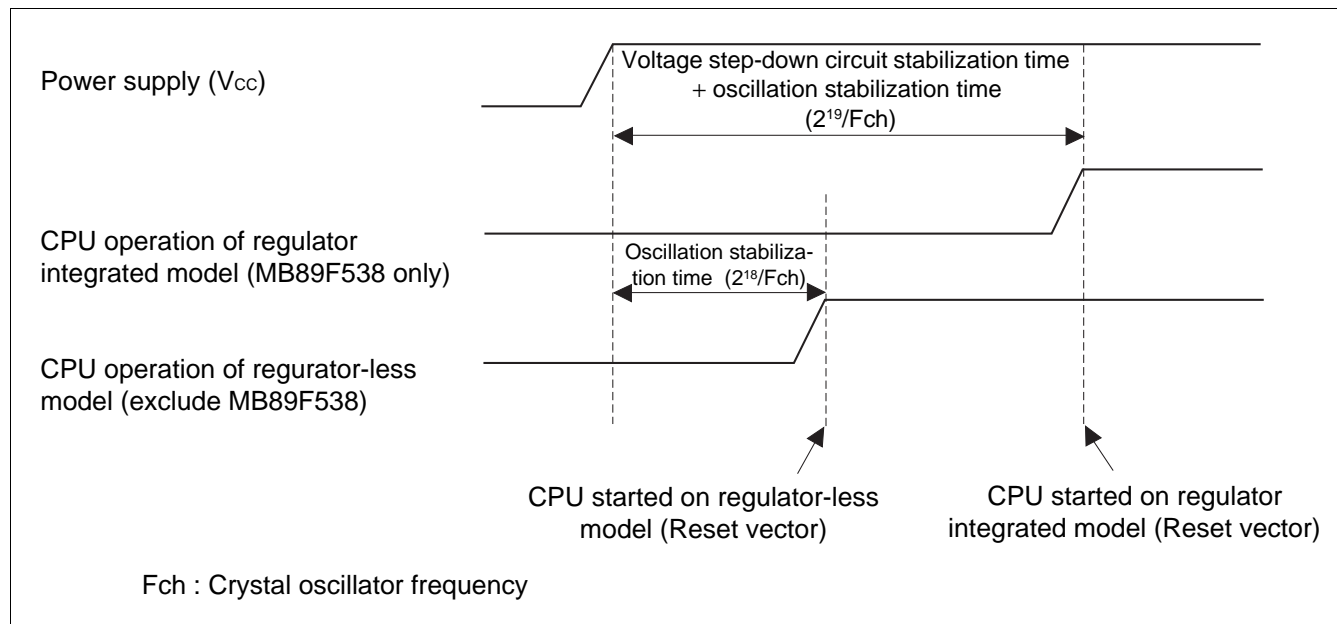 Power supply (VCC)
Voltage step-down circuit stabilization time
+ oscillation stabilization time
(2¹⁹/Fch)
CPU operation of regulator
integrated model (MB89F538 only)
Oscillation stabiliza-
tion time (2¹⁸/Fch)
CPU operation of regurator-less
model (exclude MB89F538)
CPU started on regulator-less
model (Reset vector)
CPU started on regulator
integrated model (Reset vector)
Fch : Crystal oscillator frequency